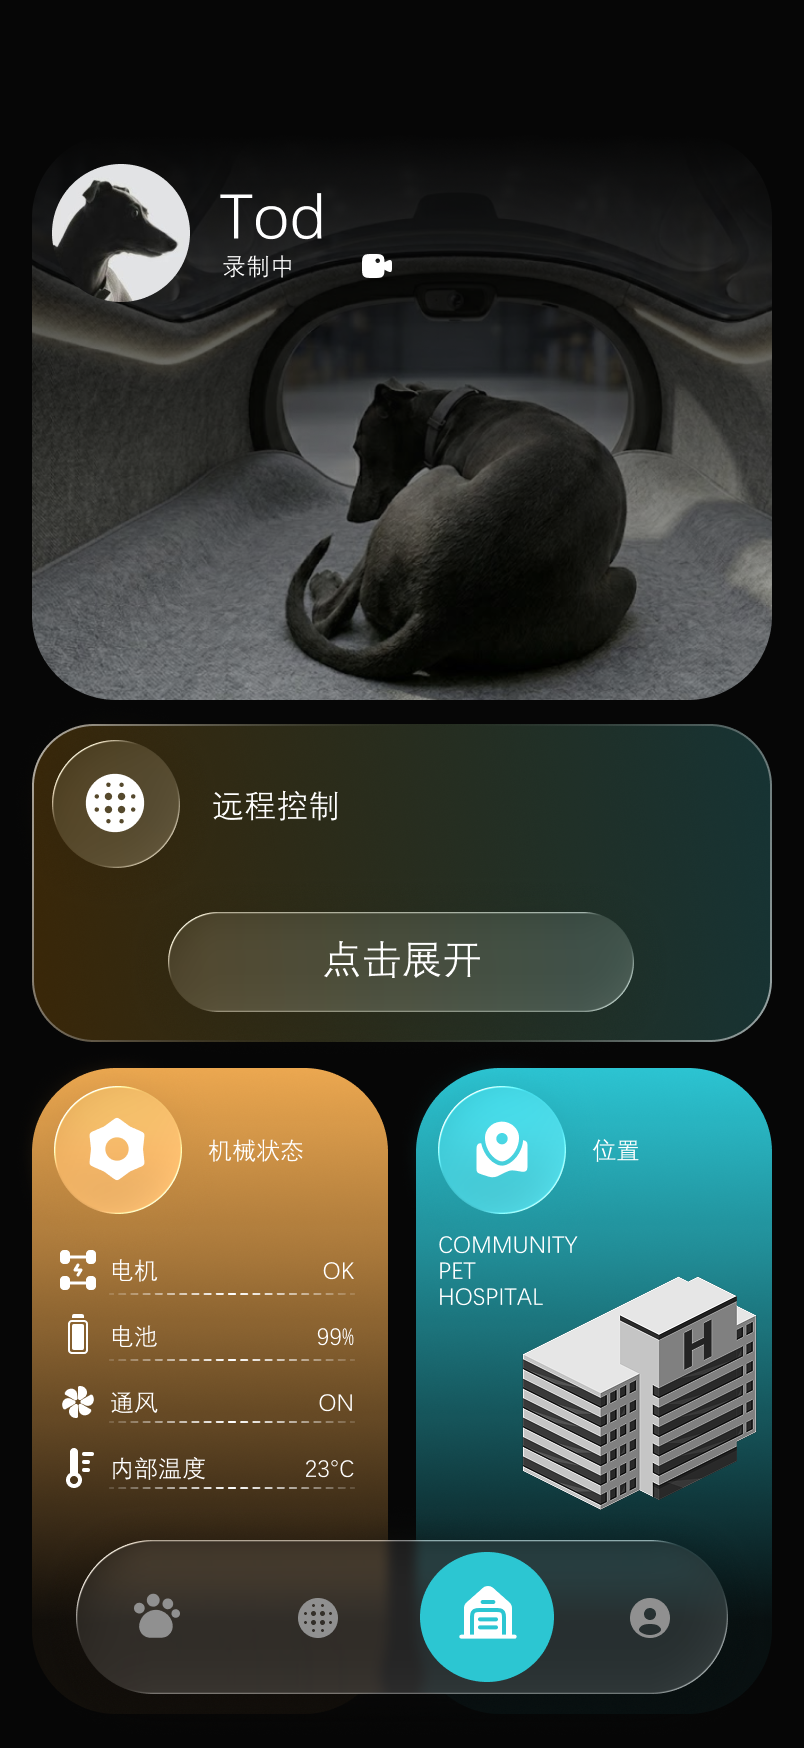 Tod
录制中
远程控制
点击展开
机械状态
电机 OK
电池 99%
通风 ON
内部温度 23°C
位置
COMMUNITY
PET
HOSPITAL
H